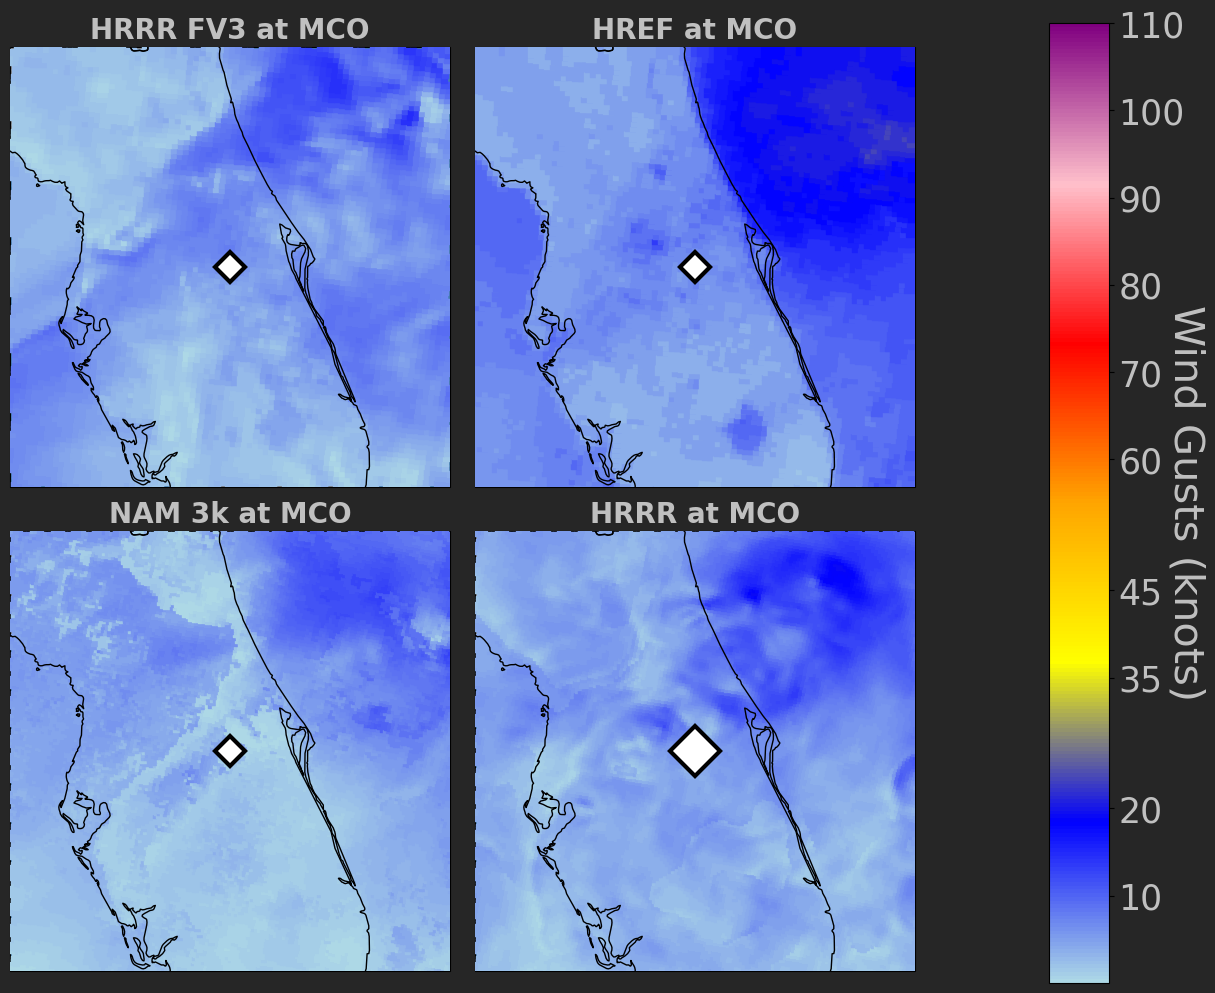 HRRR FV3 at MCO
HREF at MCO
NAM 3k at MCO
HRRR at MCO
110
100
90
80
70
60
45
35
20
10
Wind Gusts (knots)